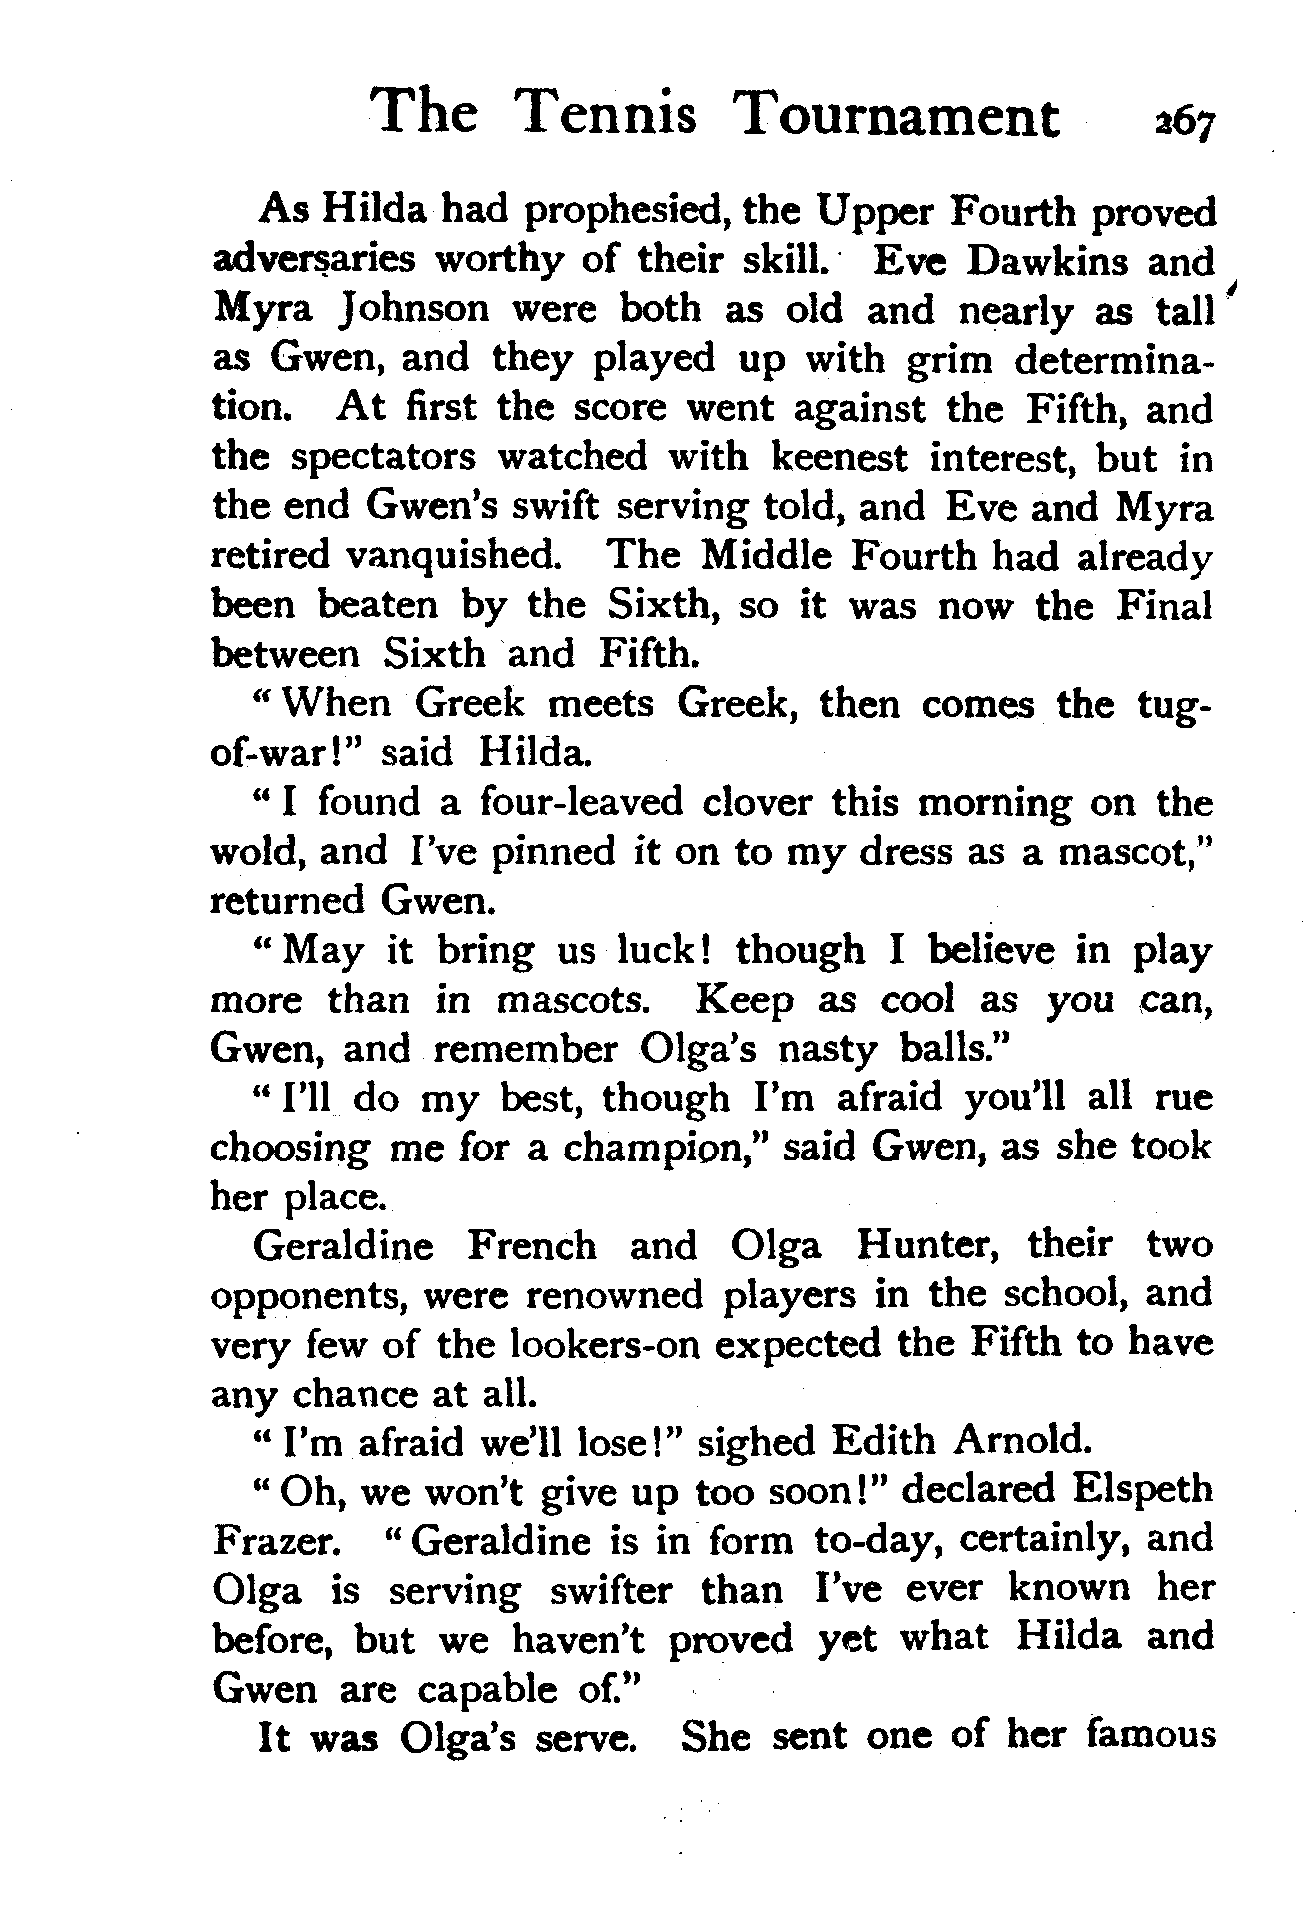 The Tennis Tournament 267
As Hilda had prophesied, the Upper Fourth proved
adversaries worthy of their skill. Eve Dawkins and
Myra Johnson were both as old and nearly as tall
as Gwen, and they played up with grim determina-
tion. At first the score went against the Fifth, and
the spectators watched with keenest interest, but in
the end Gwen's swift serving told, and Eve and Myra
retired vanquished. The Middle Fourth had already
been beaten by the Sixth, so it was now the Final
between Sixth and Fifth.
"When Greek meets Greek, then comes the tug-
of-war!" said Hilda.
"I found a four-leaved clover this morning on the
wold, and I've pinned it on to my dress as a mascot,"
returned Gwen.
"May it bring us luck! though I believe in play
more than in mascots. Keep as cool as you can,
Gwen, and remember Olga's nasty balls."
"I'll do my best, though I'm afraid you'll all rue
choosing me for a champion," said Gwen, as she took
her place.
Geraldine French and Olga Hunter, their two
opponents, were renowned players in the school, and
very few of the lookers-on expected the Fifth to have
any chance at all.
"I'm afraid we'll lose!" sighed Edith Arnold.
"Oh, we won't give up too soon!" declared Elspeth
Frazer. "Geraldine is in form to-day, certainly, and
Olga is serving swifter than I've ever known her
before, but we haven't proved yet what Hilda and
Gwen are capable of."
It was Olga's serve. She sent one of her famous